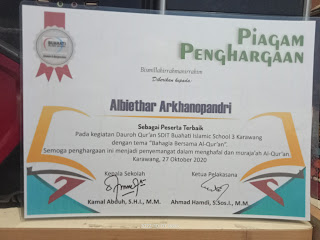 BUAHATI
PIAGAM
PENGHARGAAN
Bismillahirrahmanirrahim
Diberikan kepada:
Albiethar Arkhanopandri
Sebagai Peserta Terbaik
Pada kegiatan Dauroh Qur'an SDIT Buahati Islamic School 3 Karawang
dengan tema "Bahagia Bersama Al-Qur'an".
Semoga penghargaan ini menjadi penyemangat dalam menghafal dan muraja'ah Al-Qur'an
Karawang, 27 Oktober 2020
Kepala Sekolah
Ketua Pelaksana
Kamal Abduh, S.H.I., M.M.
Ahmad Hamdi, S.Sos.I., M.M